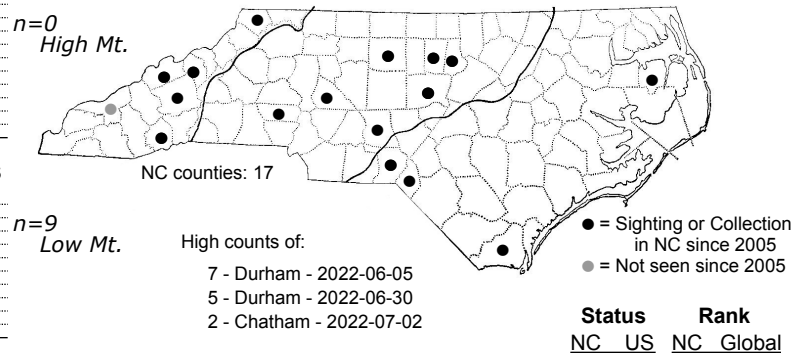 n=0
High Mt.
NC counties: 17
n=9
Low Mt.
High counts of:
7 - Durham - 2022-06-05
5 - Durham - 2022-06-30
2 - Chatham - 2022-07-02
= Sighting or Collection
in NC since 2005
= Not seen since 2005
Status Rank
NC US NC Global